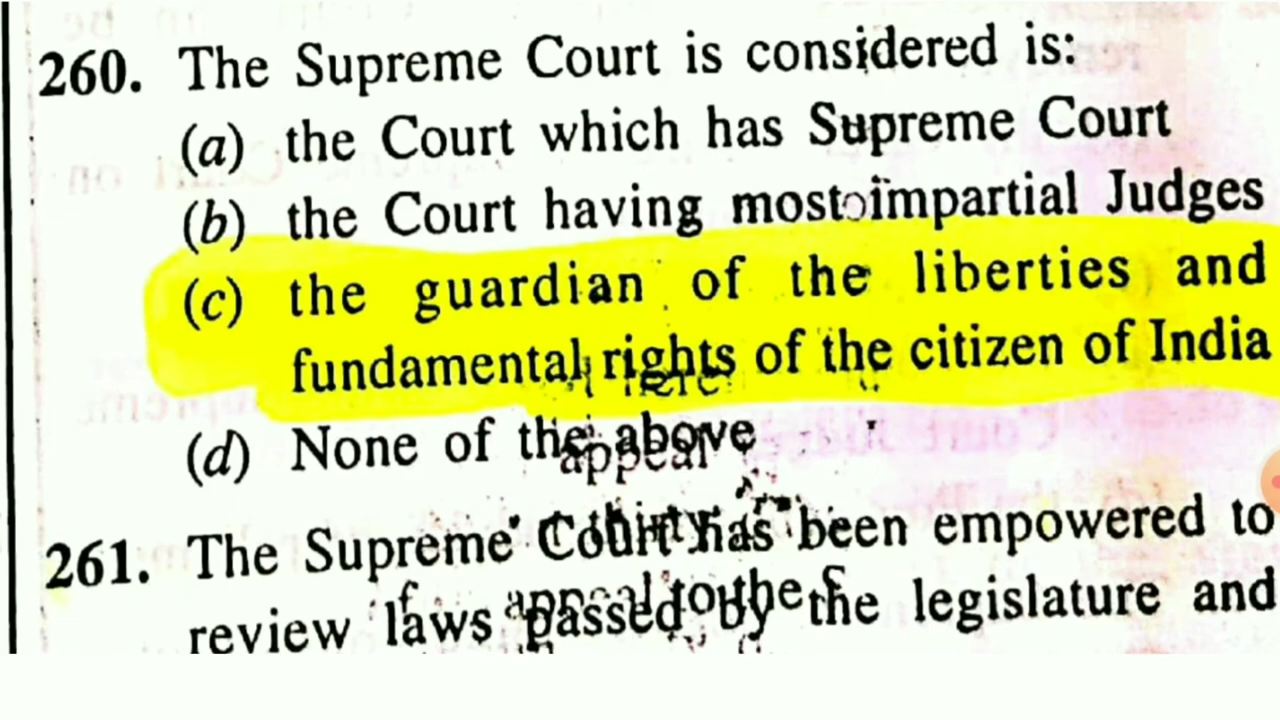 260. The Supreme Court is considered is:
(a) the Court which has Supreme Court
(b) the Court having most impartial Judges
(c) the guardian of the liberties and
fundamental rights of the citizen of India
(d) None of the above
appeal
261. The Supreme Court has been empowered to
thirty
review laws passed by the legislature and